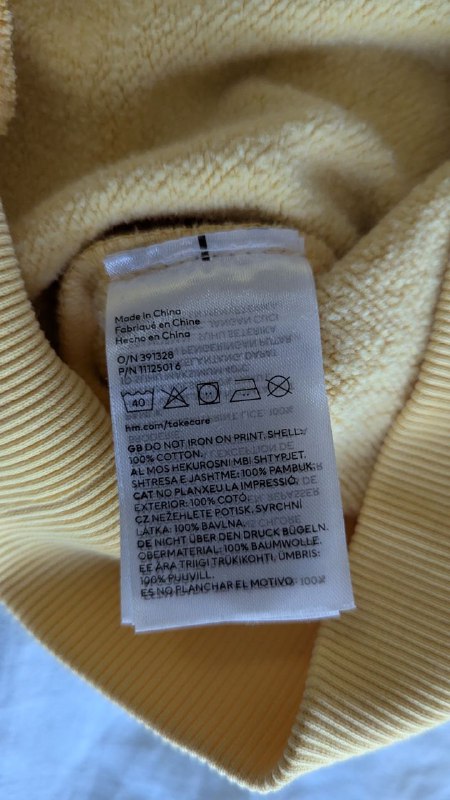 Made in China
Fabriqué en Chine
Hecho en China
O/N 391328
P/N 1112501 6
40
hm.com/takecare
GB DO NOT IRON ON PRINT. SHELL:
100% COTTON.
AL MOS HEKUROSNI MBI SHTYPJET.
SHTRESA E JASHTME: 100% PAMBUK.
CAT NO PLANXEU LA IMPRESSIÓ.
EXTERIOR: 100% COTÓ.
CZ NEŽEHLETE POTISK. SVRCHNÍ
LÁTKA: 100% BAVLNA.
DE NICHT ÜBER DEN DRUCK BÜGELN.
OBERMATERIAL: 100% BAUMWOLLE.
EE ÄRA TRIIGI TRÜKIKOHTI. ÜMBRIS:
100% PUUVILL.
ES NO PLANCHAR EL MOTIVO.